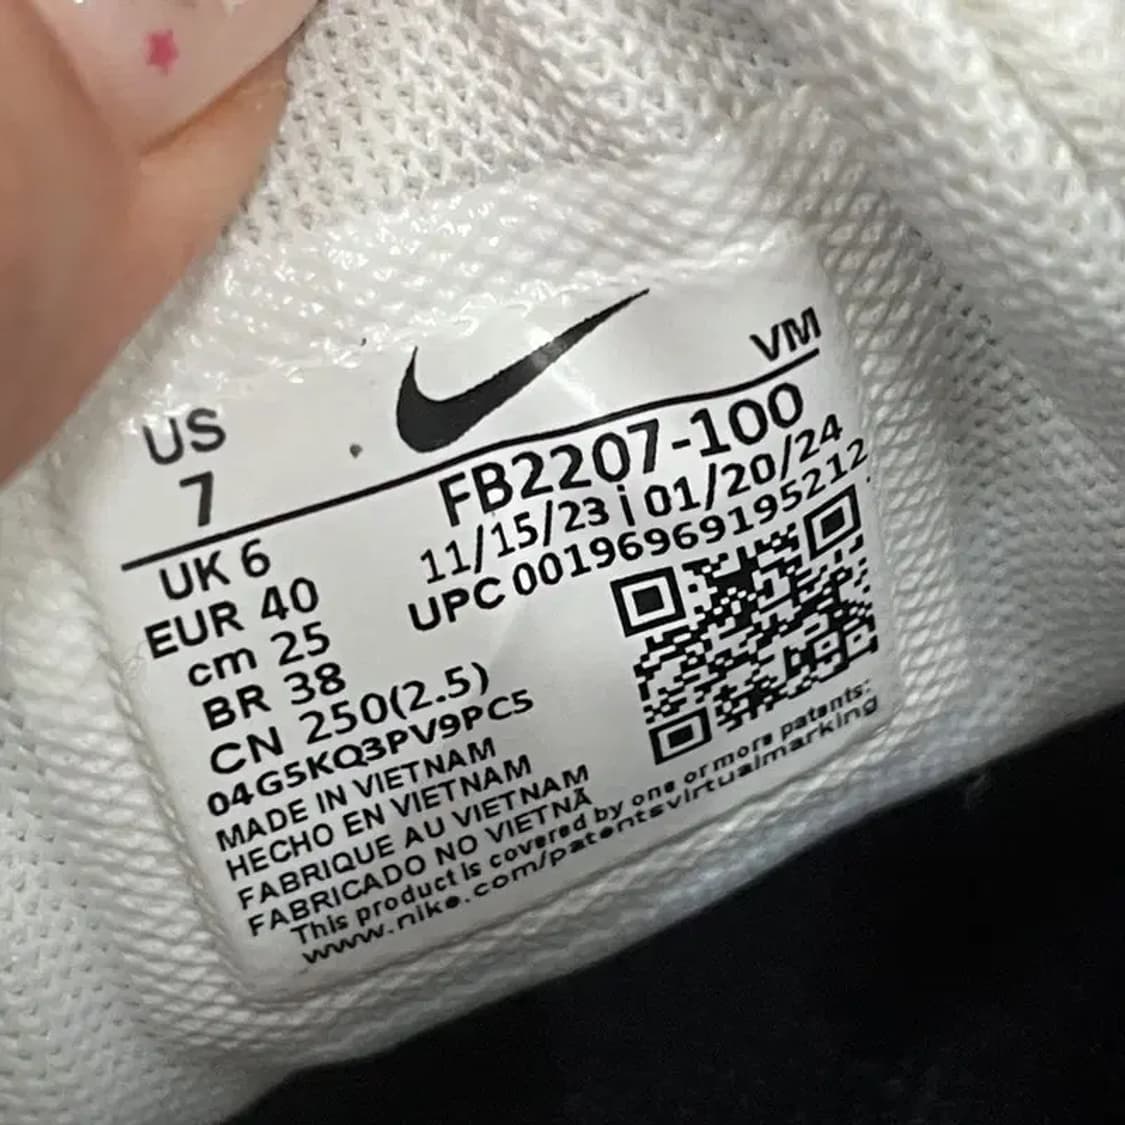 VM
US
7
FB2207-100
11/15/23 i 01/20/24
UPC 00196969195212
UK 6
EUR 40
cm 25
BR 38
CN 250(2.5)
04G5KQ3PV9PC5
MADE IN VIETNAM
HECHO EN VIETNAM
FABRIQUE AU VIETNAM
FABRICADO NO VIETNÃ
This product is covered by one or more patents:
www.nike.com/patentsvirtualmarking